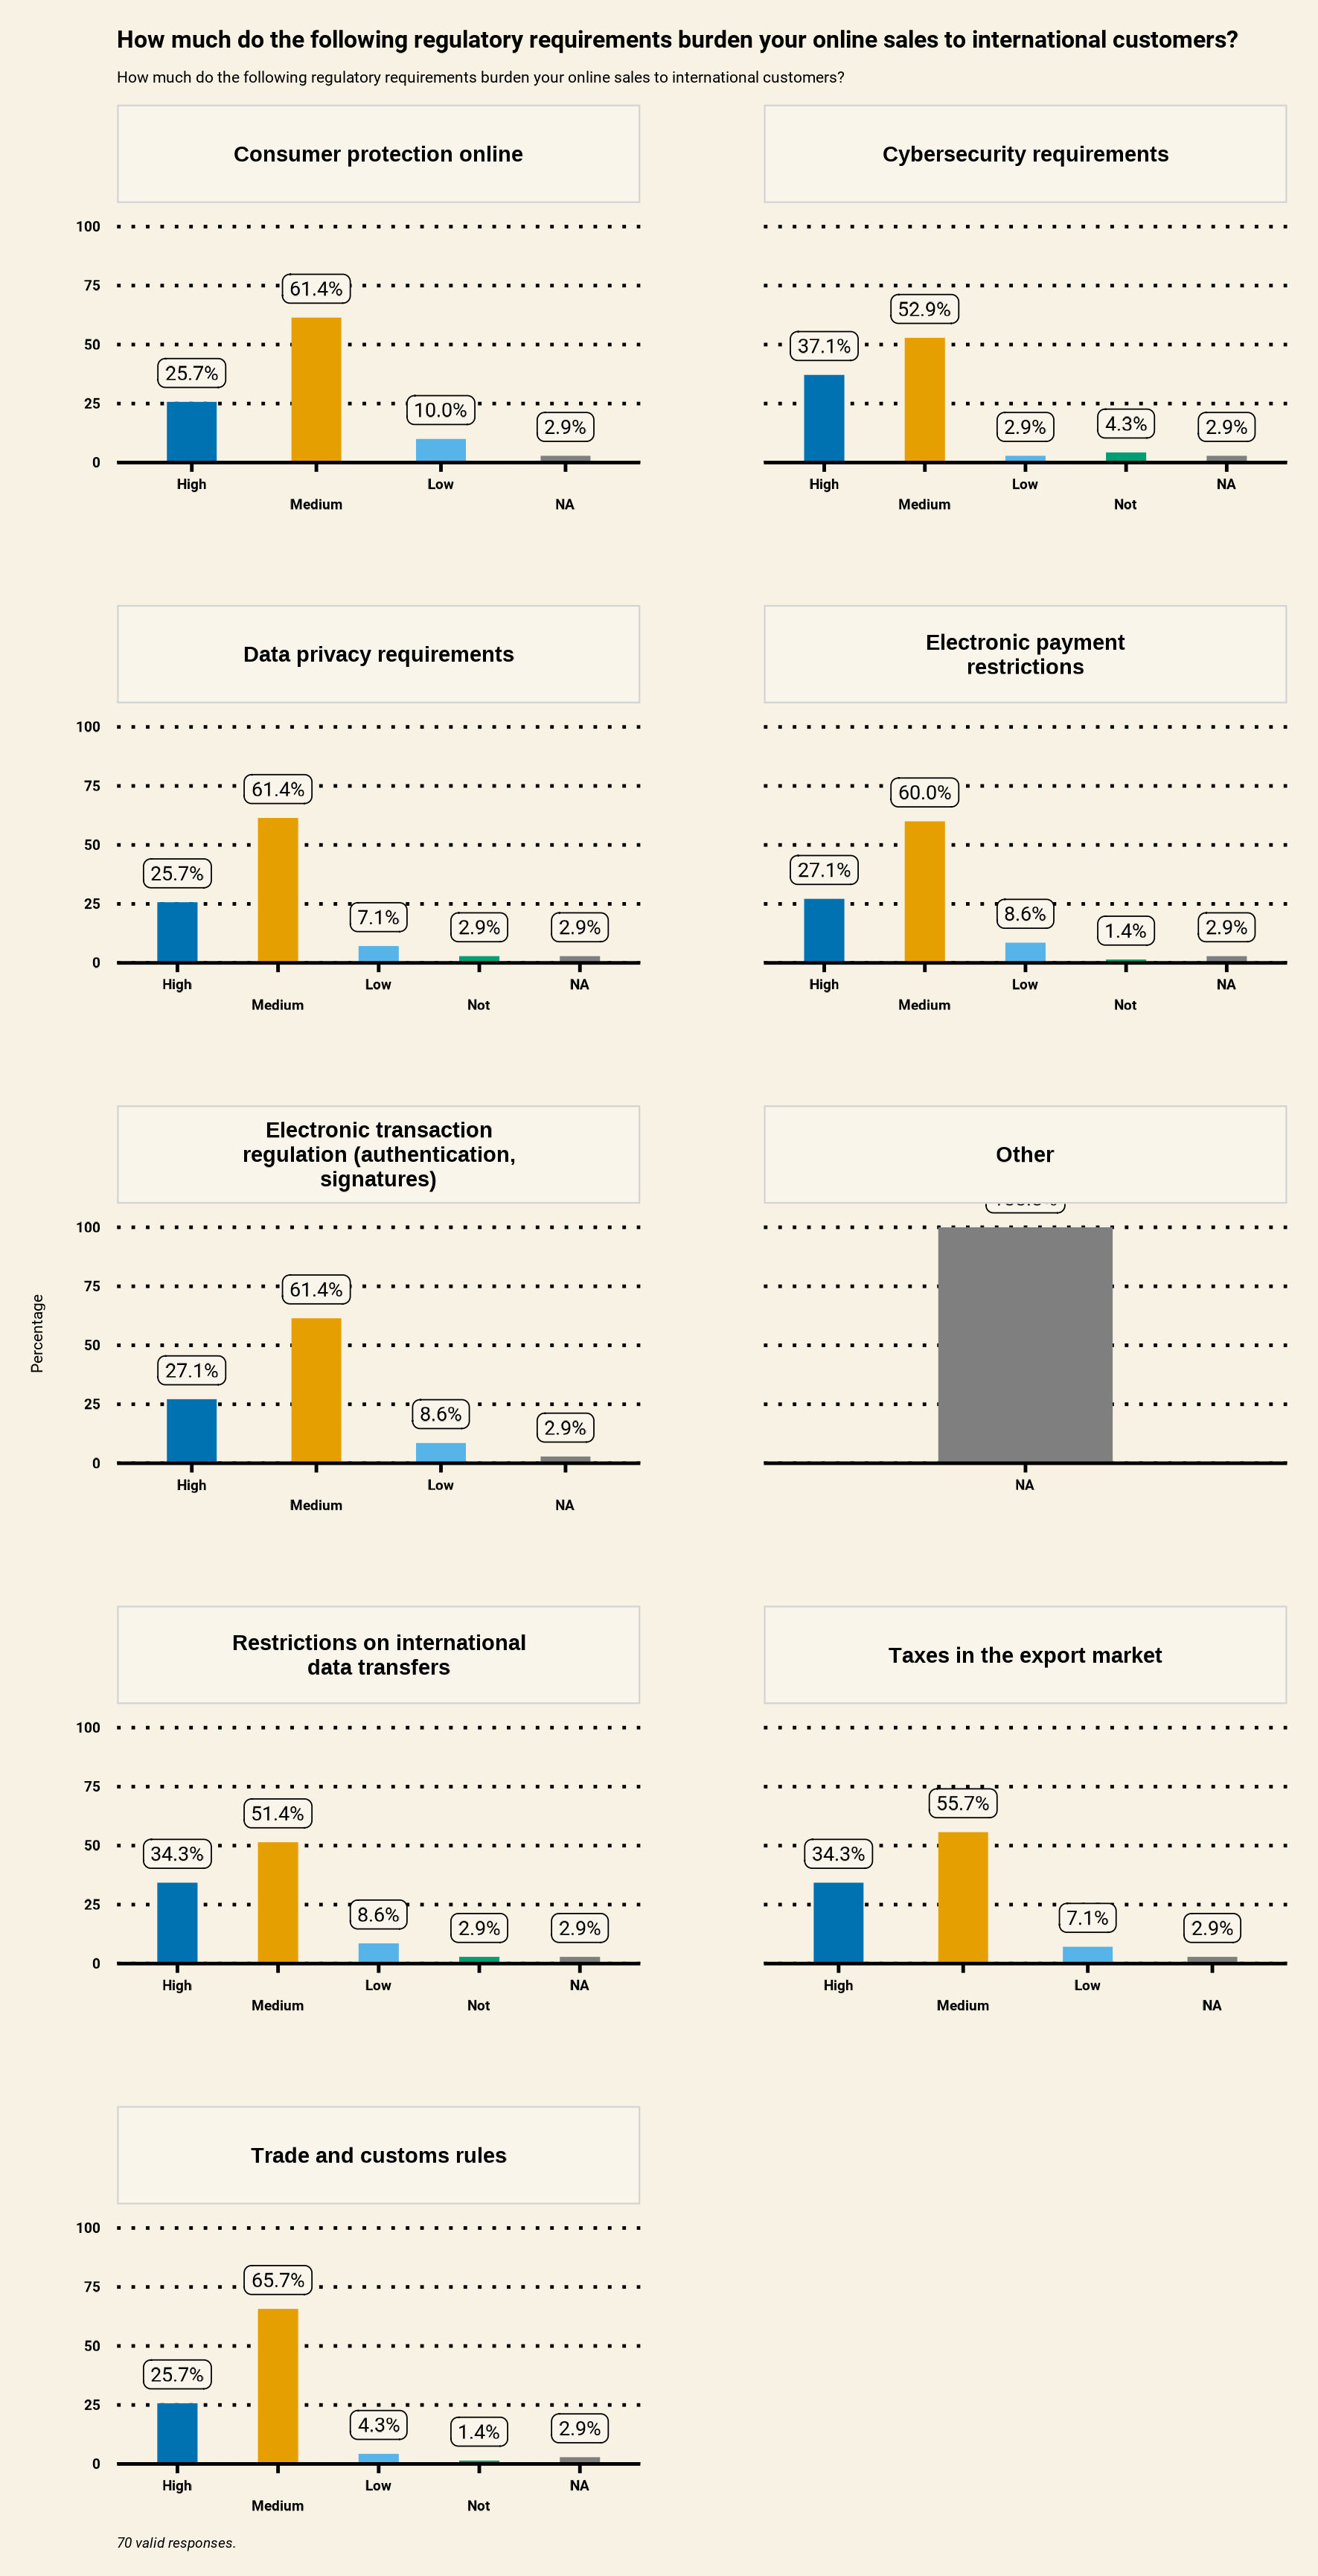 How much do the following regulatory requirements burden your online sales to international customers?
How much do the following regulatory requirements burden your online sales to international customers?
Consumer protection online
100
75
50
25
0
25.7%
61.4%
10.0%
2.9%
High
Medium
Low
NA
Cybersecurity requirements
37.1%
52.9%
2.9%
4.3%
2.9%
High
Medium
Low
Not
NA
Data privacy requirements
100
75
50
25
0
25.7%
61.4%
7.1%
2.9%
2.9%
High
Medium
Low
Not
NA
Electronic payment
restrictions
27.1%
60.0%
8.6%
1.4%
2.9%
High
Medium
Low
Not
NA
Percentage
Electronic transaction
regulation (authentication,
signatures)
100
75
50
25
0
27.1%
61.4%
8.6%
2.9%
High
Medium
Low
NA
Other
NA
Restrictions on international
data transfers
100
75
50
25
0
34.3%
51.4%
8.6%
2.9%
2.9%
High
Medium
Low
Not
NA
Taxes in the export market
34.3%
55.7%
7.1%
2.9%
High
Medium
Low
NA
Trade and customs rules
100
75
50
25
0
25.7%
65.7%
4.3%
1.4%
2.9%
High
Medium
Low
Not
NA
70 valid responses.